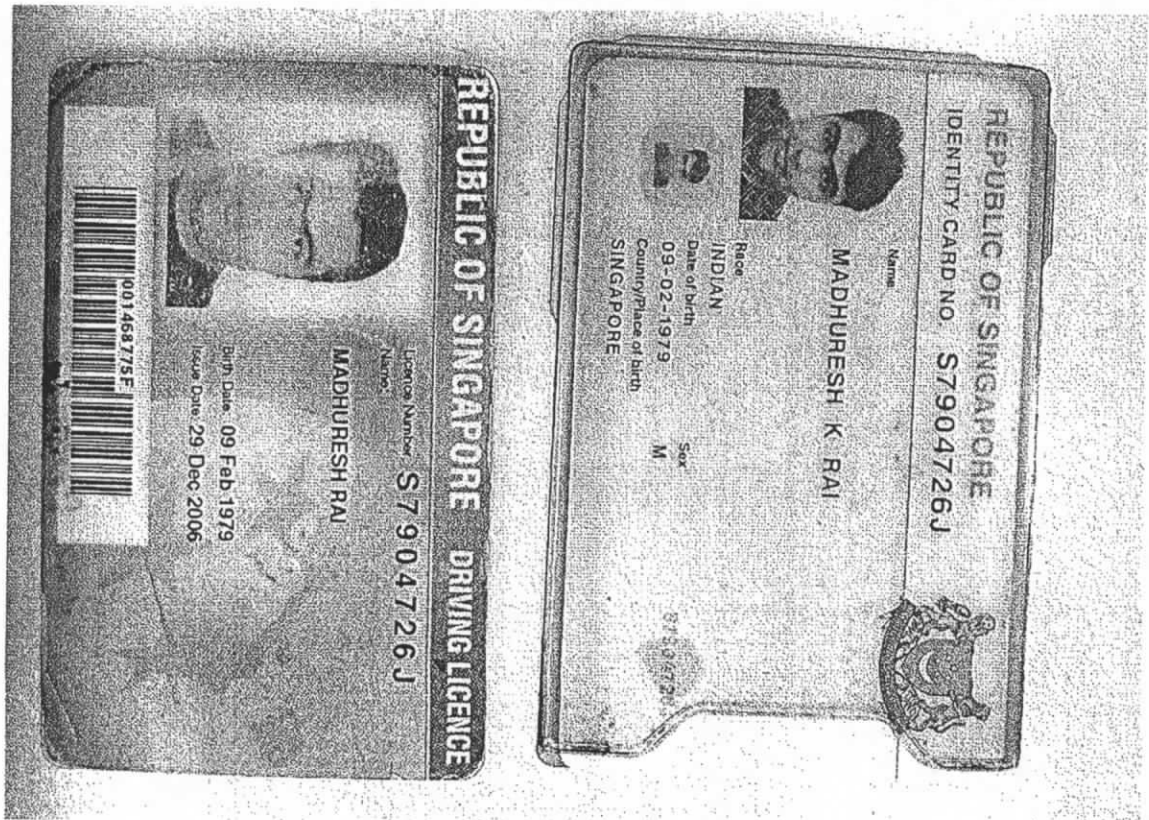 REPUBLIC OF SINGAPORE
IDENTITY CARD NO. S7904726J
Name
MADHURESH K RAI
Race
INDIAN
Date of birth
Sex
09-02-1979
M
Country/Place of birth
SINGAPORE
REPUBLIC OF SINGAPORE DRIVING LICENCE
Licence Number S7904726J
Name:
MADHURESH RAI
Birth Date: 09 Feb 1979
Issue Date: 29 Dec 2006
001468775F